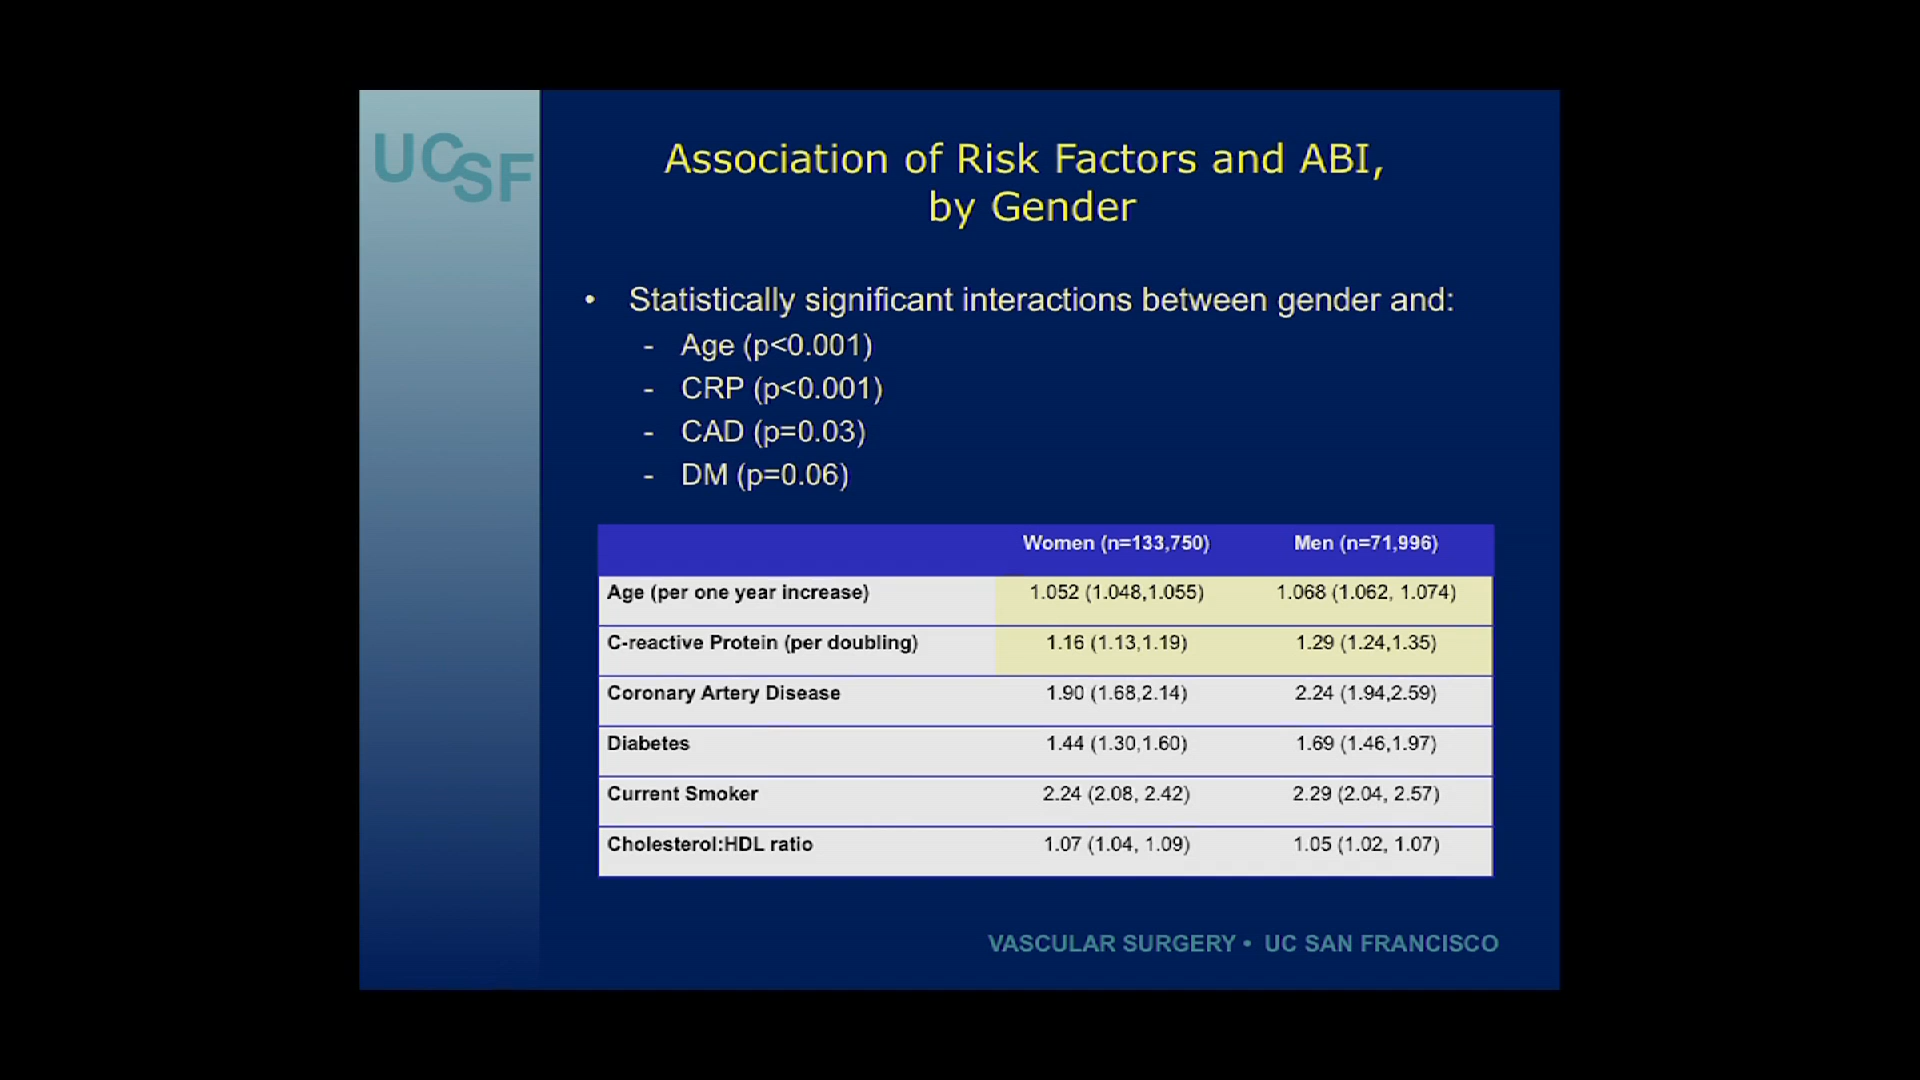 UCSF
Association of Risk Factors and ABI,
by Gender
• Statistically significant interactions between gender and:
- Age (p<0.001)
- CRP (p<0.001)
- CAD (p=0.03)
- DM (p=0.06)
Women (n=133,750) Men (n=71,996)
Age (per one year increase) 1.052 (1.048,1.055) 1.068 (1.062, 1.074)
C-reactive Protein (per doubling) 1.16 (1.13,1.19) 1.29 (1.24,1.35)
Coronary Artery Disease 1.90 (1.68,2.14) 2.24 (1.94,2.59)
Diabetes 1.44 (1.30,1.60) 1.69 (1.46,1.97)
Current Smoker 2.24 (2.08, 2.42) 2.29 (2.04, 2.57)
Cholesterol:HDL ratio 1.07 (1.04, 1.09) 1.05 (1.02, 1.07)
VASCULAR SURGERY • UC SAN FRANCISCO